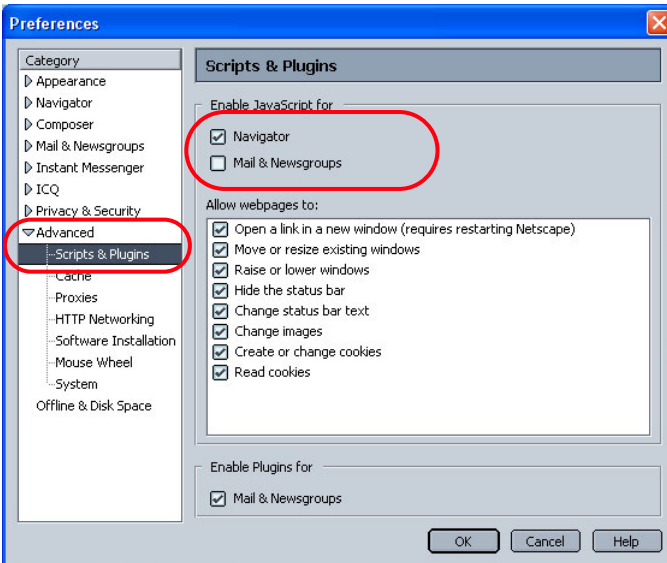 Preferences
Category
Appearance
Navigator
Composer
Mail & Newsgroups
Instant Messenger
ICQ
Privacy & Security
Advanced
Scripts & Plugins
Cache
Proxies
HTTP Networking
Software Installation
Mouse Wheel
System
Offline & Disk Space
Scripts & Plugins
Enable JavaScript for
Navigator
Mail & Newsgroups
Allow webpages to:
Open a link in a new window (requires restarting Netscape)
Move or resize existing windows
Raise or lower windows
Hide the status bar
Change status bar text
Change images
Create or change cookies
Read cookies
Enable Plugins for
Mail & Newsgroups
OK Cancel Help